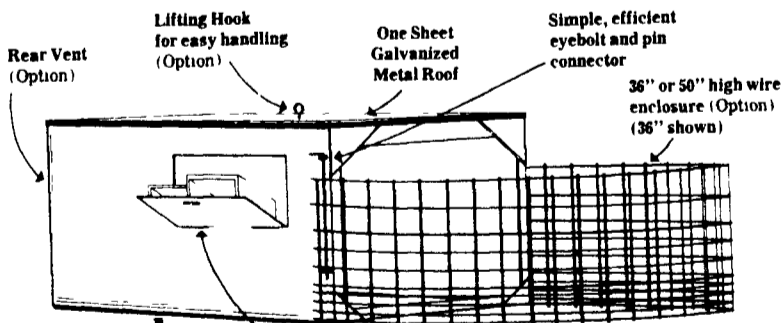 Rear Vent
(Option)
Lifting Hook
for easy handling
(Option)
One Sheet
Galvanized
Metal Roof
Simple, efficient
eyebolt and pin
connector
36” or 50” high wire
enclosure (Option)
(36” shown)